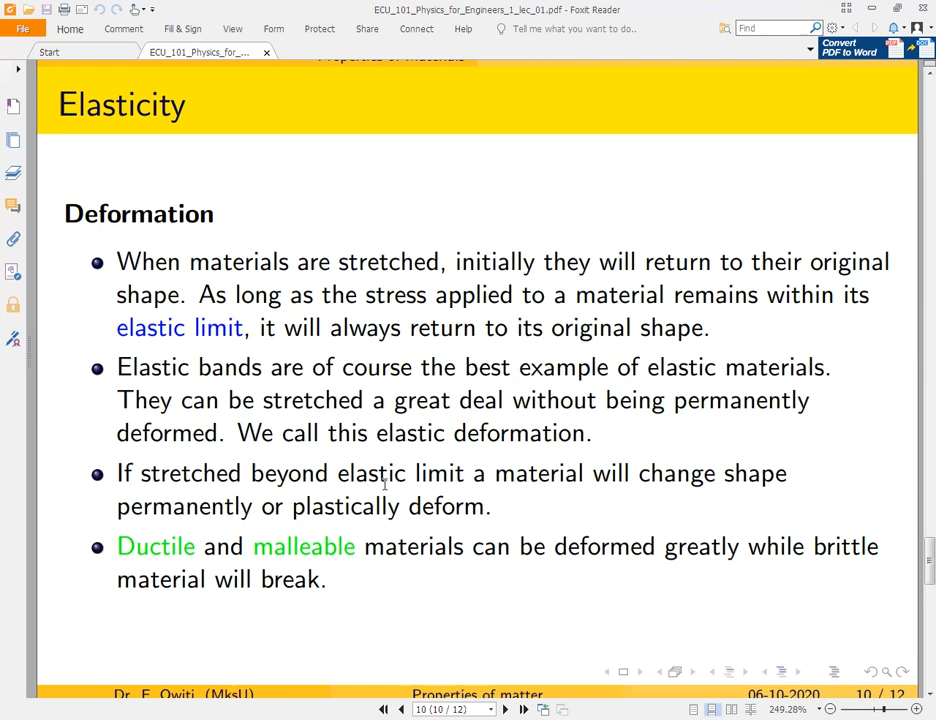 ECU_101_Physics_for_Engineers_1_lec_01.pdf - Foxit Reader
File Home Comment Fill & Sign View Form Protect Share Connect Help Tell me what you want to do.. Find
Start ECU_101_Physics_for_... Convert PDF to Word
Properties of Materials
Elasticity
Deformation
When materials are stretched, initially they will return to their original
shape. As long as the stress applied to a material remains within its
elastic limit, it will always return to its original shape.
Elastic bands are of course the best example of elastic materials.
They can be stretched a great deal without being permanently
deformed. We call this elastic deformation.
If stretched beyond elastic limit a material will change shape
permanently or plastically deform.
Ductile and malleable materials can be deformed greatly while brittle
material will break.
Dr. E. Owiti (MksU) Properties of matter 06-10-2020 10 / 12
10 (10 / 12) 249.28%